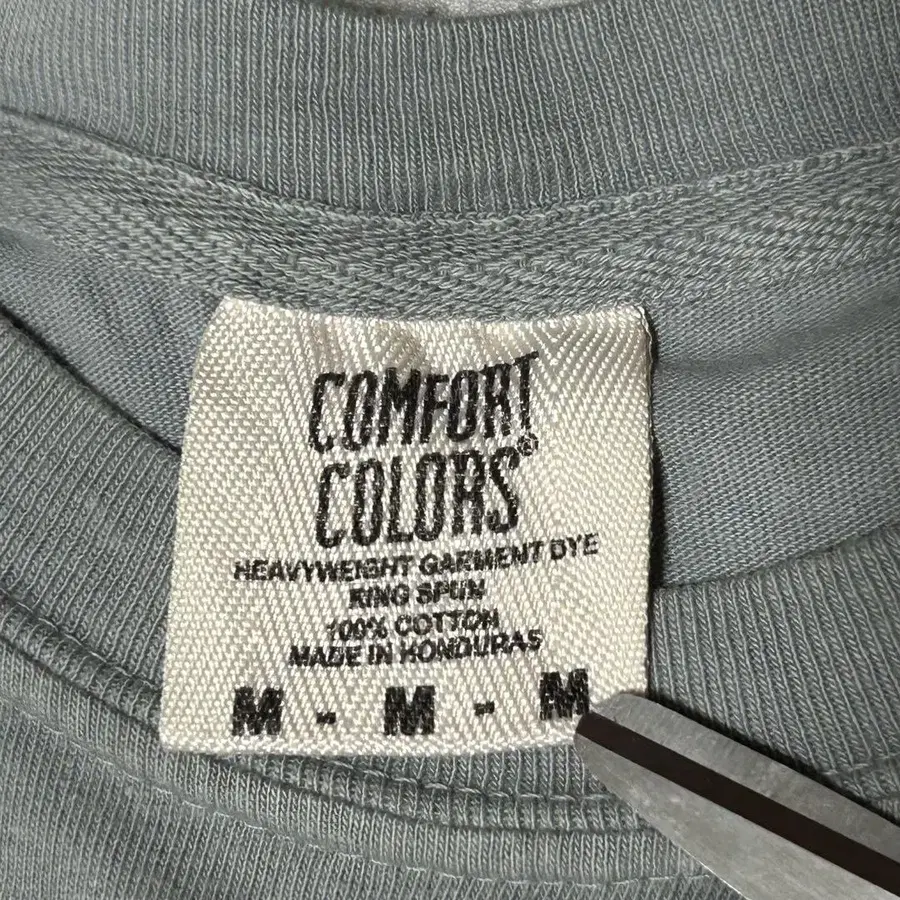 COMFORT
COLORS®
HEAVYWEIGHT GARMENT DYE
RING SPUN
100% COTTON
MADE IN HONDURAS
M - M - M